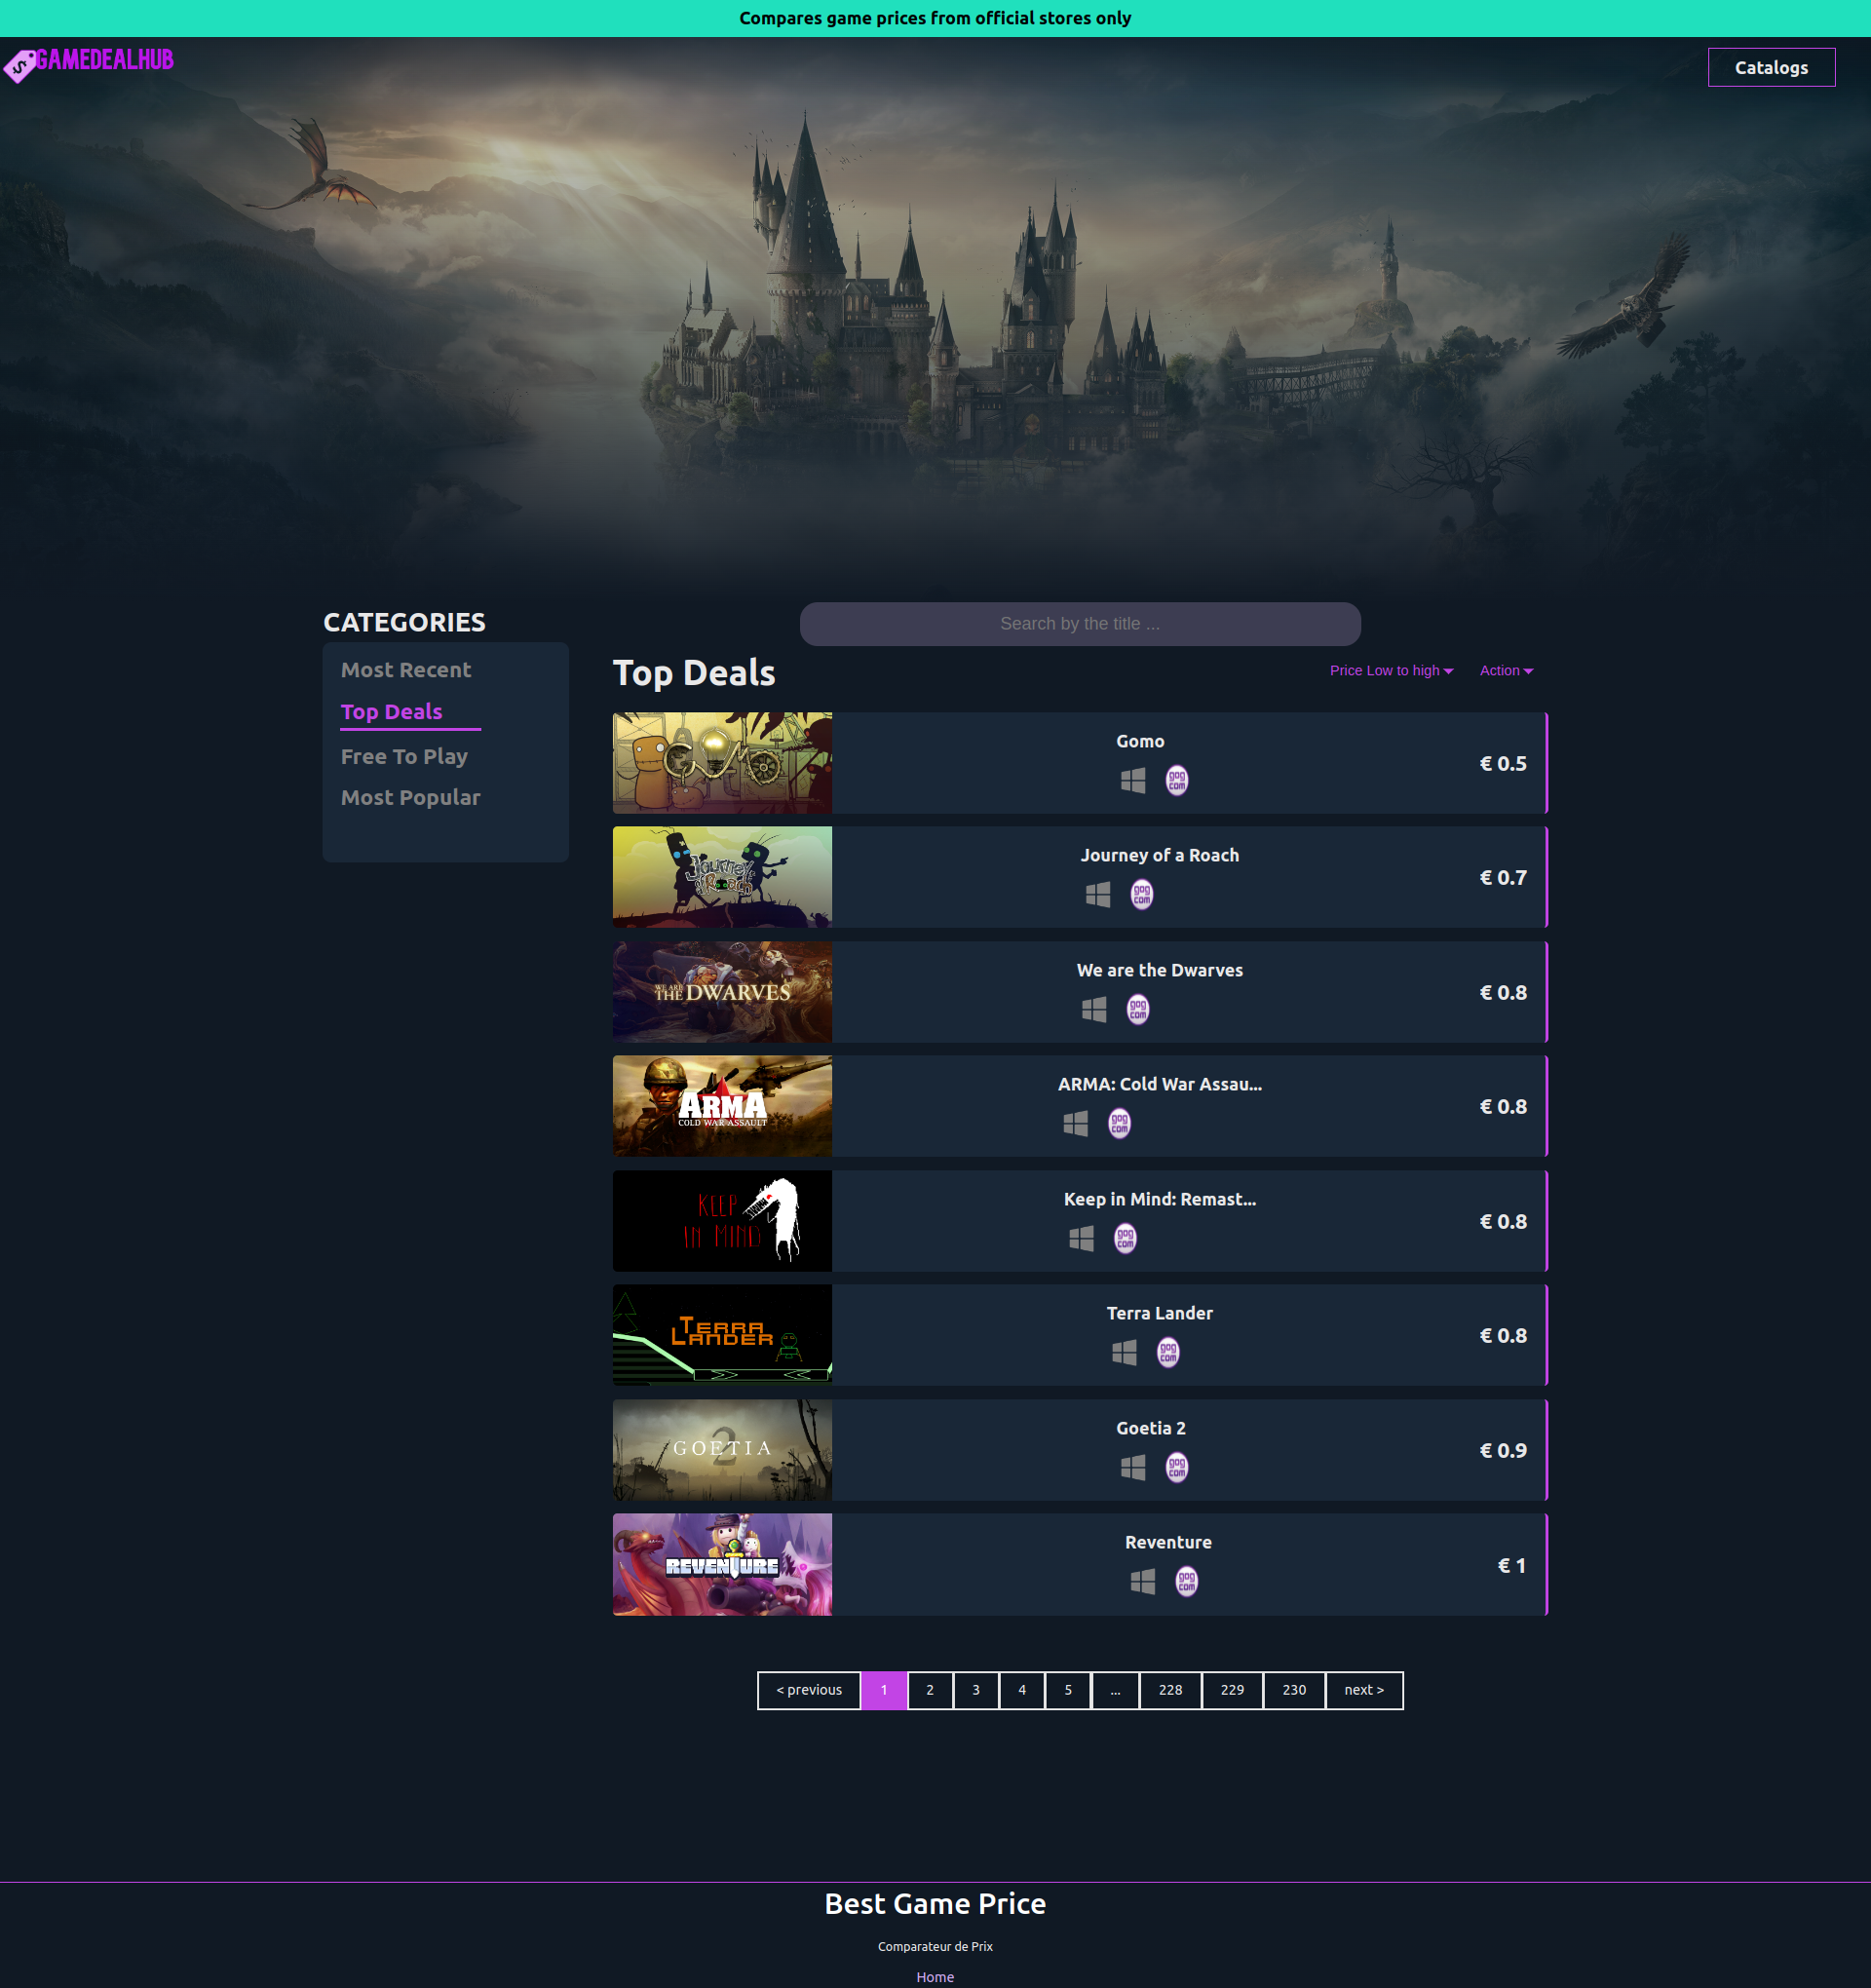 Compares game prices from official stores only
GAMEDEALHUB
Catalogs
CATEGORIES
Most Recent
Top Deals
Free To Play
Most Popular
Search by the title ...
Top Deals
Price Low to high
Action
GOMO
Gomo
gog
com
€ 0.5
Journey
of a
Roach
Journey of a Roach
gog
com
€ 0.7
WE ARE
THE DWARVES
We are the Dwarves
gog
com
€ 0.8
ARMA
COLD WAR ASSAULT
ARMA: Cold War Assau...
gog
com
€ 0.8
KEEP
IN MIND
Keep in Mind: Remast...
gog
com
€ 0.8
TERRA
LANDER
Terra Lander
gog
com
€ 0.8
GOETIA
2
Goetia 2
gog
com
€ 0.9
REVENTURE
Reventure
gog
com
€ 1
< previous 1 2 3 4 5 ... 228 229 230 next >
Best Game Price
Comparateur de Prix
Home